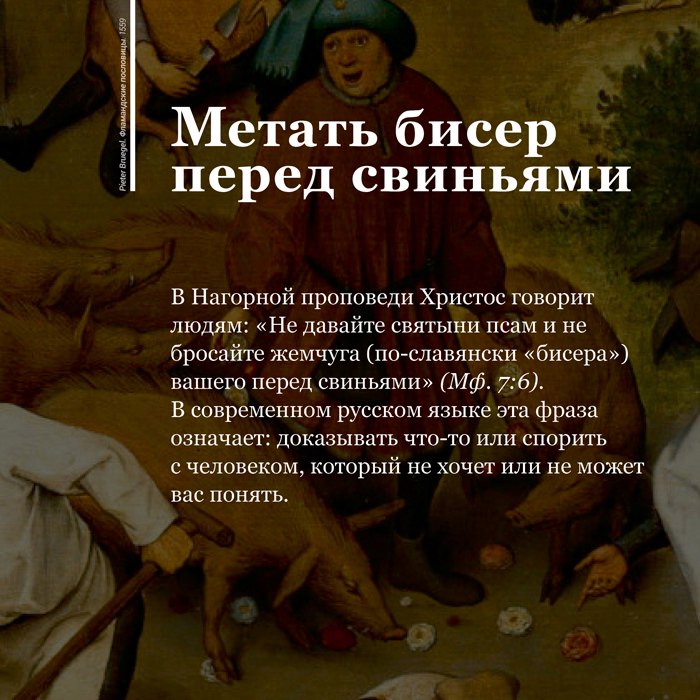 Pieter Bruegel, Фламандские пословицы. 1559
Метать бисер
перед свиньями
В Нагорной проповеди Христос говорит
людям: «Не давайте святыни псам и не
бросайте жемчуга (по-славянски «бисера»)
вашего перед свиньями» (Мф. 7:6).
В современном русском языке эта фраза
означает: доказывать что-то или спорить
с человеком, который не хочет или не может
вас понять.